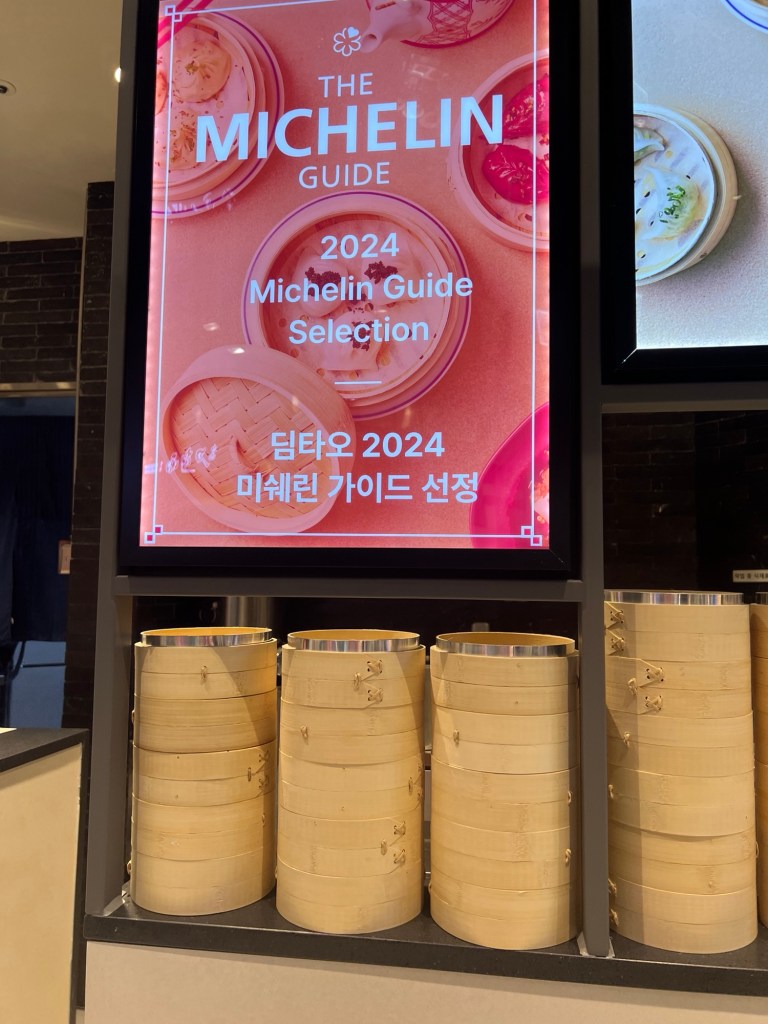 THE
MICHELIN
GUIDE
2024
Michelin Guide
Selection
딤타오 2024
미쉐린 가이드 선정